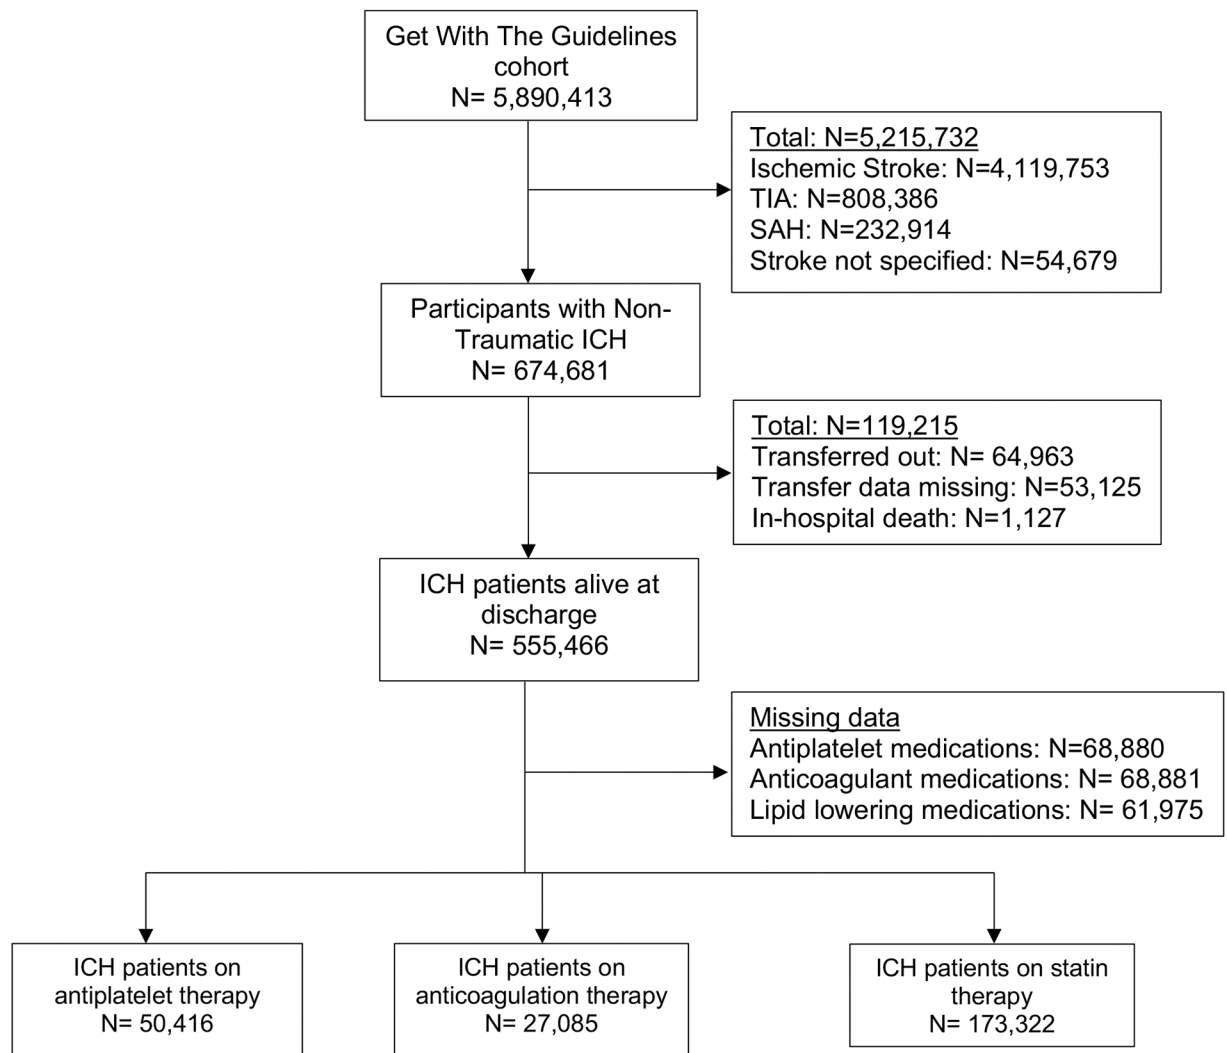 Get With The Guidelines
cohort
N= 5,890,413
Total: N=5,215,732
Ischemic Stroke: N=4,119,753
TIA: N=808,386
SAH: N=232,914
Stroke not specified: N=54,679
Participants with Non-
Traumatic ICH
N= 674,681
Total: N=119,215
Transferred out: N= 64,963
Transfer data missing: N=53,125
In-hospital death: N=1,127
ICH patients alive at
discharge
N= 555,466
Missing data
Antiplatelet medications: N=68,880
Anticoagulant medications: N= 68,881
Lipid lowering medications: N= 61,975
ICH patients on
antiplatelet therapy
N= 50,416
ICH patients on
anticoagulation therapy
N= 27,085
ICH patients on statin
therapy
N= 173,322